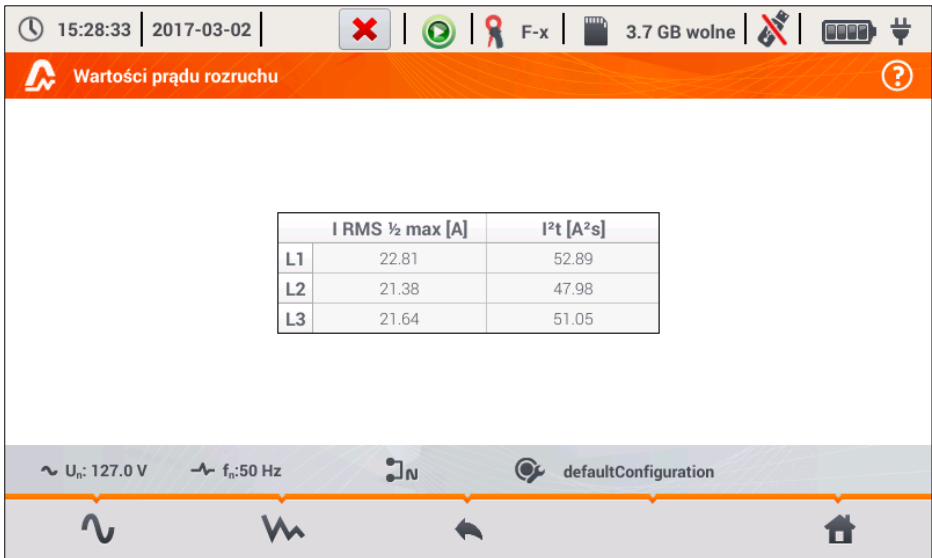 15:28:33 2017-03-02 F-x 3.7 GB wolne
Wartości prądu rozruchu ?
I RMS ½ max [A] I²t [A²s]
L1 22.81 52.89
L2 21.38 47.98
L3 21.64 51.05
Uₙ: 127.0 V fₙ:50 Hz N defaultConfiguration